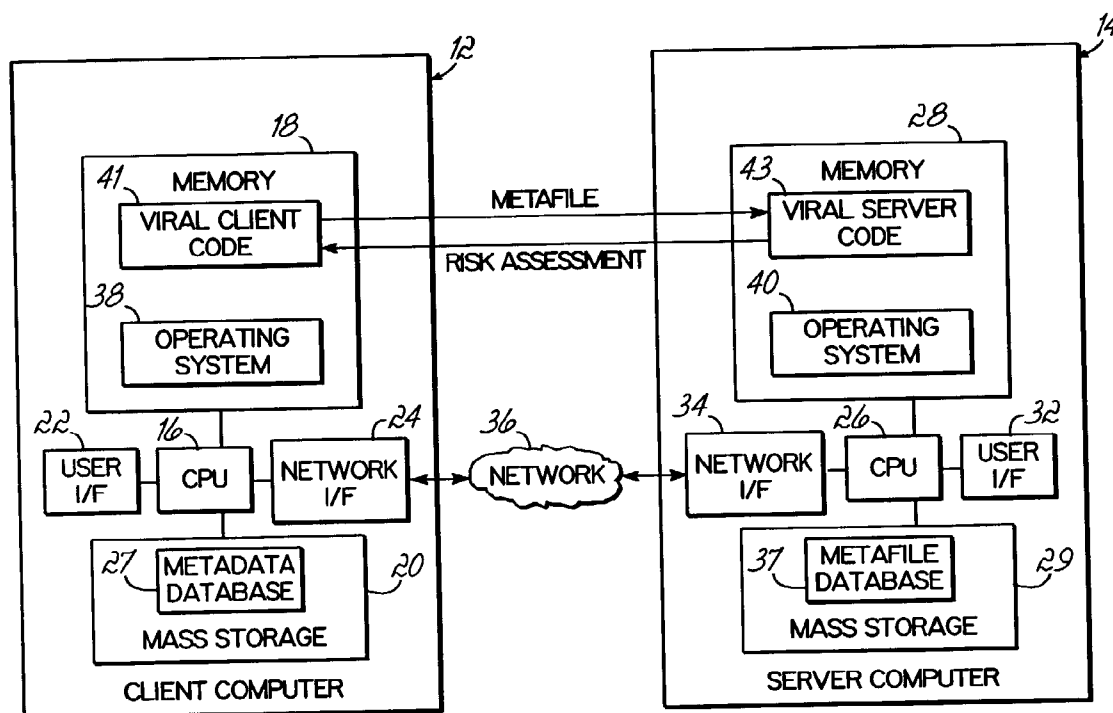 12
14
18
28
MEMORY
MEMORY
41
43
VIRAL CLIENT
CODE
METAFILE
VIRAL SERVER
CODE
RISK ASSESSMENT
38
40
OPERATING
SYSTEM
OPERATING
SYSTEM
22
16
24
36
34
26
32
USER
I/F
CPU
NETWORK
I/F
NETWORK
NETWORK
I/F
CPU
USER
I/F
27
METADATA
DATABASE
20
37
METAFILE
DATABASE
29
MASS STORAGE
MASS STORAGE
CLIENT COMPUTER
SERVER COMPUTER